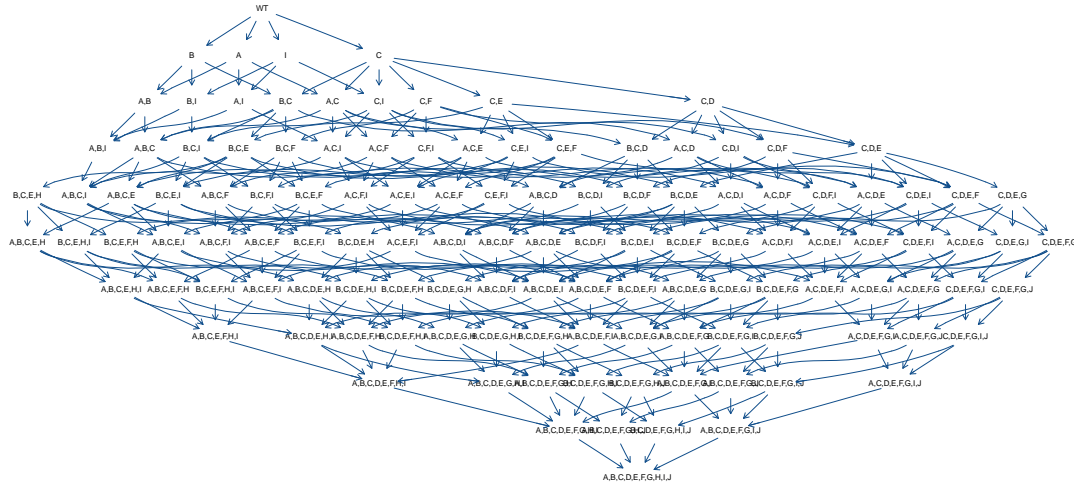 WT
B A I C
A,B B,I A,I B,C A,C C,I C,F C,E C,D
A,B,I A,B,C B,C,I B,C,E B,C,F A,C,I A,C,F C,F,I A,C,E C,E,I C,E,F B,C,D A,C,D C,D,I C,D,F C,D,E
B,C,E,H A,B,C,I A,B,C,E B,C,E,I A,B,C,F B,C,F,I B,C,E,F A,C,F,I A,C,E,I A,C,E,F C,E,F,I A,B,C,D B,C,D,I B,C,D,F B,C,D,E A,C,D,I A,C,D,F C,D,F,I A,C,D,E C,D,E,I C,D,E,F C,D,E,G
A,B,C,E,H B,C,E,H,I B,C,E,F,H A,B,C,E,I A,B,C,F,I A,B,C,E,F B,C,E,F,I B,C,D,E,H A,C,E,F,I A,B,C,D,I A,B,C,D,F A,B,C,D,E B,C,D,F,I B,C,D,E,I B,C,D,E,F B,C,D,E,G A,C,D,F,I A,C,D,E,I A,C,D,E,F C,D,E,F,I A,C,D,E,G C,D,E,G,I C,D,E,F,G
A,B,C,E,H,I A,B,C,E,F,H B,C,E,F,H,I A,B,C,E,F,I A,B,C,D,E,H B,C,D,E,H,I B,C,D,E,F,H B,C,D,E,G,H A,B,C,D,F,I A,B,C,D,E,I A,B,C,D,E,F B,C,D,E,F,I A,B,C,D,E,G B,C,D,E,G,I B,C,D,E,F,G A,C,D,E,F,I A,C,D,E,G,I A,C,D,E,F,G C,D,E,F,G,I C,D,E,F,G,J
A,B,C,E,F,H,I A,B,C,D,E,H,I A,B,C,D,E,F,H B,C,D,E,F,H,I A,B,C,D,E,G,H B,C,D,E,G,H,I B,C,D,E,F,G,H A,B,C,D,E,F,I A,B,C,D,E,G,I A,B,C,D,E,F,G B,C,D,E,F,G,I B,C,D,E,F,G,J A,C,D,E,F,G,I A,C,D,E,F,G,J C,D,E,F,G,I,J
A,B,C,D,E,F,H,I A,B,C,D,E,G,H,I A,B,C,D,E,F,G,H B,C,D,E,F,G,H,I B,C,D,E,F,G,H,J A,B,C,D,E,F,G,I A,B,C,D,E,F,G,J B,C,D,E,F,G,I,J A,C,D,E,F,G,I,J
A,B,C,D,E,F,G,H,I A,B,C,D,E,F,G,H,J B,C,D,E,F,G,H,I,J A,B,C,D,E,F,G,I,J
A,B,C,D,E,F,G,H,I,J